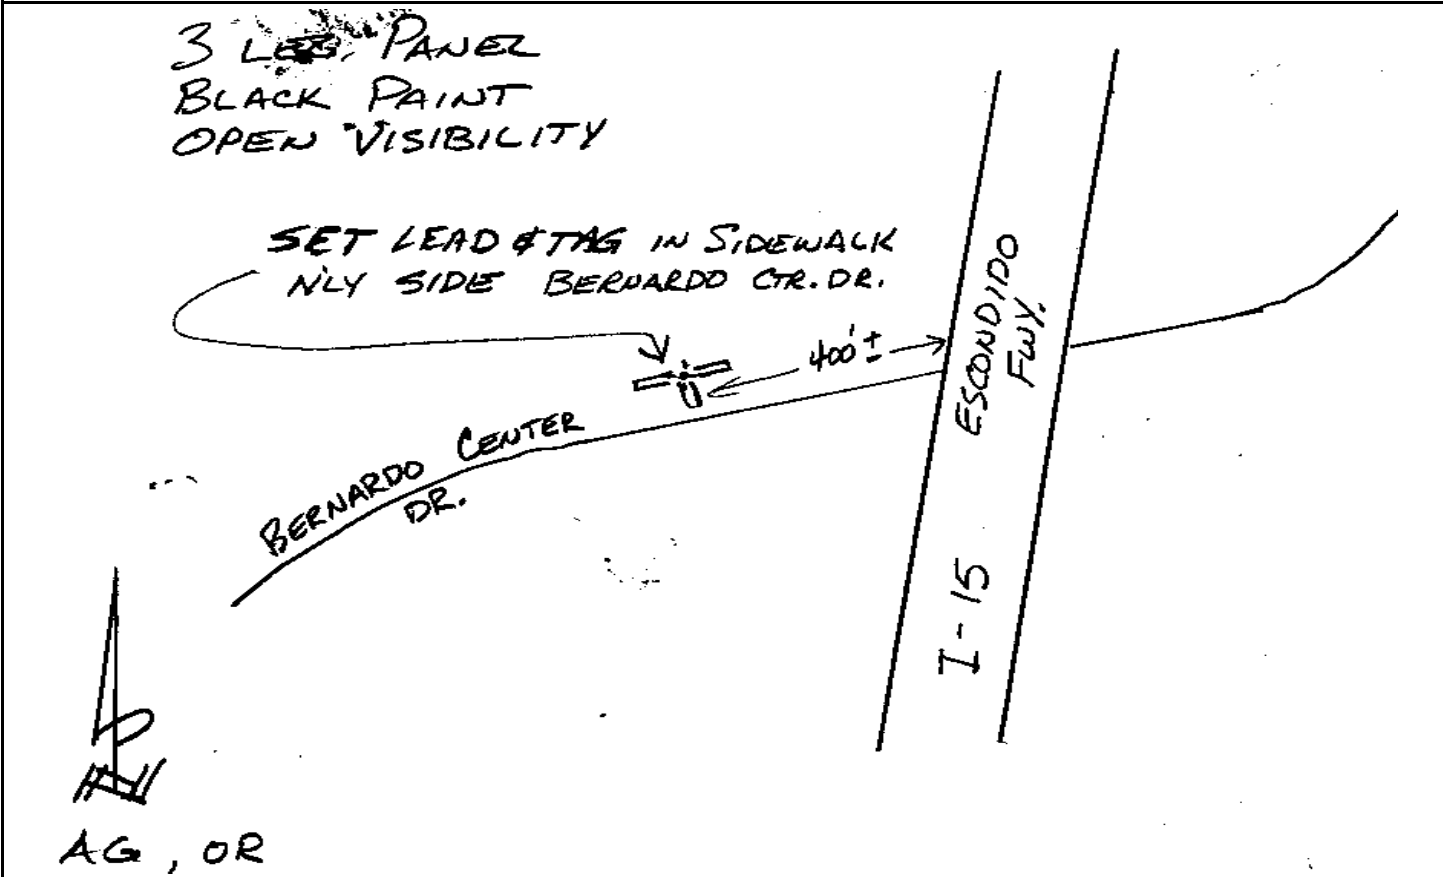 3 LEG PANEL
BLACK PAINT
OPEN VISIBILITY
SET LEAD & TAG IN SIDEWALK
N'LY SIDE BERNARDO CTR. DR.
400' ±
ESCONDIDO
FWY.
BERNARDO CENTER
DR.
I-15
AG, OR